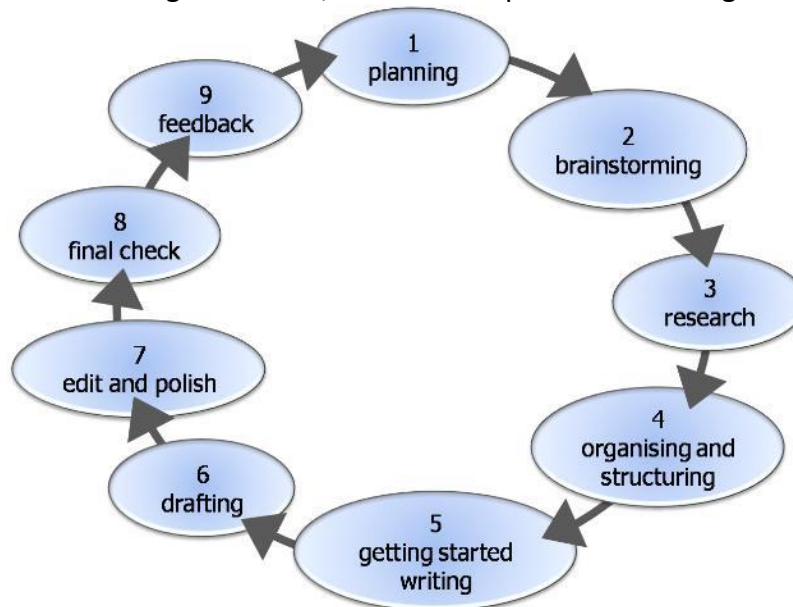 1
planning
2
brainstorming
3
research
4
organising and
structuring
5
getting started
writing
6
drafting
7
edit and polish
8
final check
9
feedback